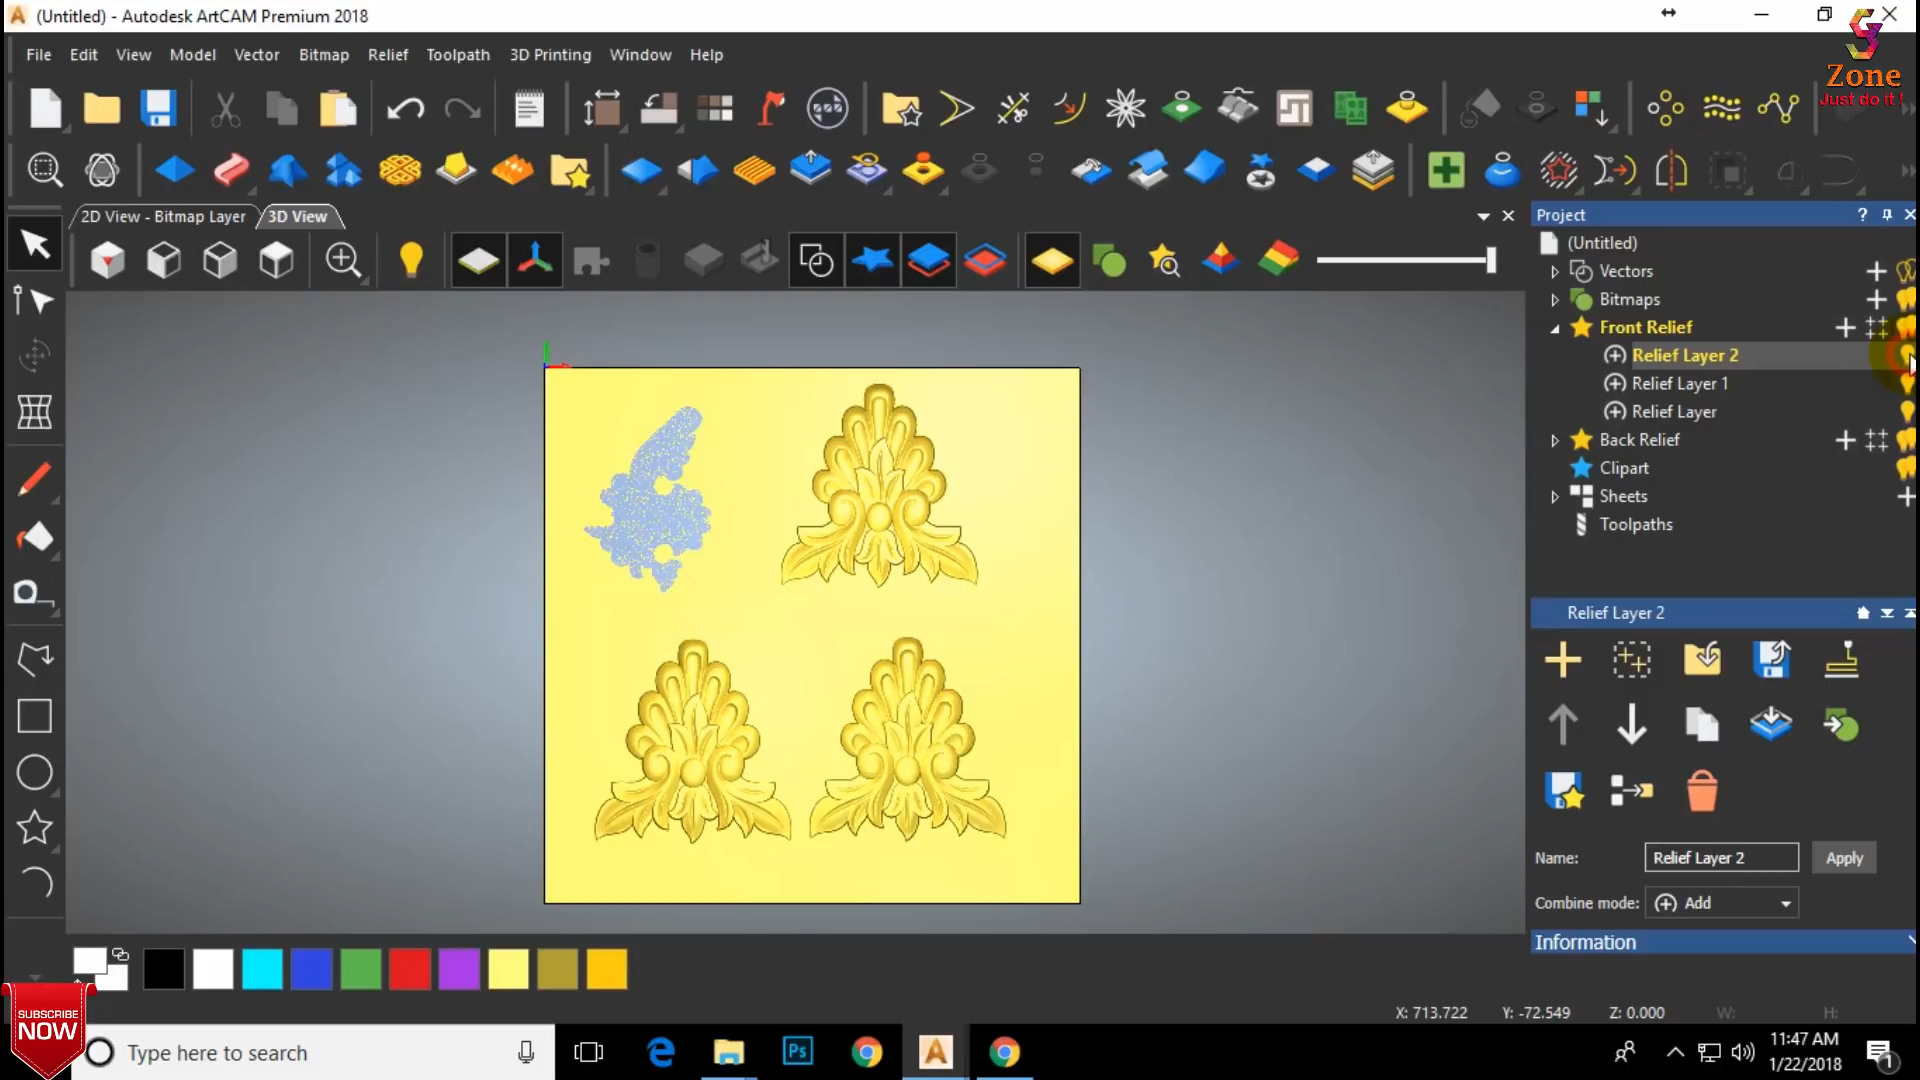 (Untitled) - Autodesk ArtCAM Premium 2018
File Edit View Model Vector Bitmap Relief Toolpath 3D Printing Window Help
Zone
Just do it !
2D View - Bitmap Layer
3D View
Project
(Untitled)
Vectors
Bitmaps
Front Relief
Relief Layer 2
Relief Layer 1
Relief Layer
Back Relief
Clipart
Sheets
Toolpaths
Relief Layer 2
Name: Relief Layer 2 Apply
Combine mode: Add
Information
X: 713.722 Y: -72.549 Z: 0.000 W: H:
SUBSCRIBE
NOW
Type here to search
Ps
11:47 AM
1/22/2018
1